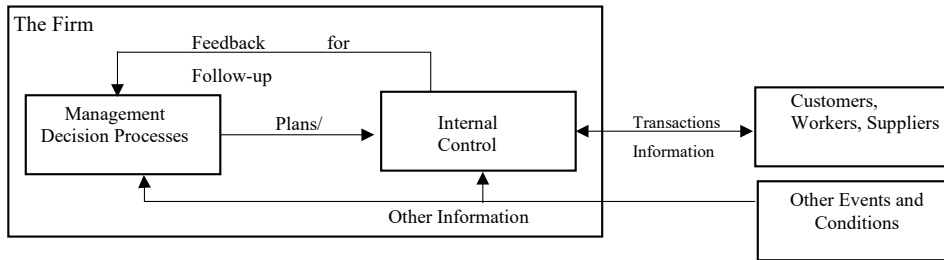 The Firm
Feedback for
Follow-up
Management
Decision Processes
Plans/
Internal
Control
Transactions
Information
Customers,
Workers, Suppliers
Other Information
Other Events and
Conditions